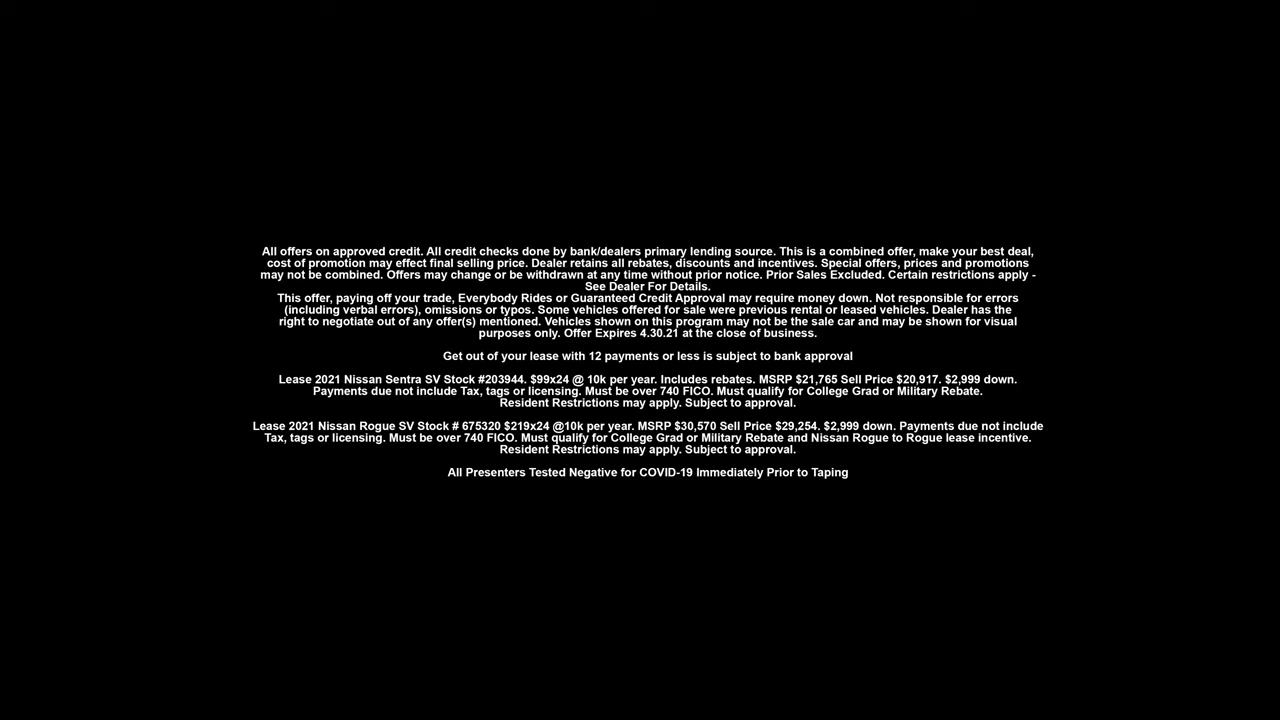 All offers on approved credit. All credit checks done by bank/dealers primary lending source. This is a combined offer, make your best deal,
cost of promotion may effect final selling price. Dealer retains all rebates, discounts and incentives. Special offers, prices and promotions
may not be combined. Offers may change or be withdrawn at any time without prior notice. Prior Sales Excluded. Certain restrictions apply -
See Dealer For Details.
This offer, paying off your trade, Everybody Rides or Guaranteed Credit Approval may require money down. Not responsible for errors
(including verbal errors), omissions or typos. Some vehicles offered for sale were previous rental or leased vehicles. Dealer has the
right to negotiate out of any offer(s) mentioned. Vehicles shown on this program may not be the sale car and may be shown for visual
purposes only. Offer Expires 4.30.21 at the close of business.
Get out of your lease with 12 payments or less is subject to bank approval
Lease 2021 Nissan Sentra SV Stock #203944. $99x24 @ 10k per year. Includes rebates. MSRP $21,765 Sell Price $20,917. $2,999 down.
Payments due not include Tax, tags or licensing. Must be over 740 FICO. Must qualify for College Grad or Military Rebate.
Resident Restrictions may apply. Subject to approval.
Lease 2021 Nissan Rogue SV Stock # 675320 $219x24 @10k per year. MSRP $30,570 Sell Price $29,254. $2,999 down. Payments due not include
Tax, tags or licensing. Must be over 740 FICO. Must qualify for College Grad or Military Rebate and Nissan Rogue to Rogue lease incentive.
Resident Restrictions may apply. Subject to approval.
All Presenters Tested Negative for COVID-19 Immediately Prior to Taping